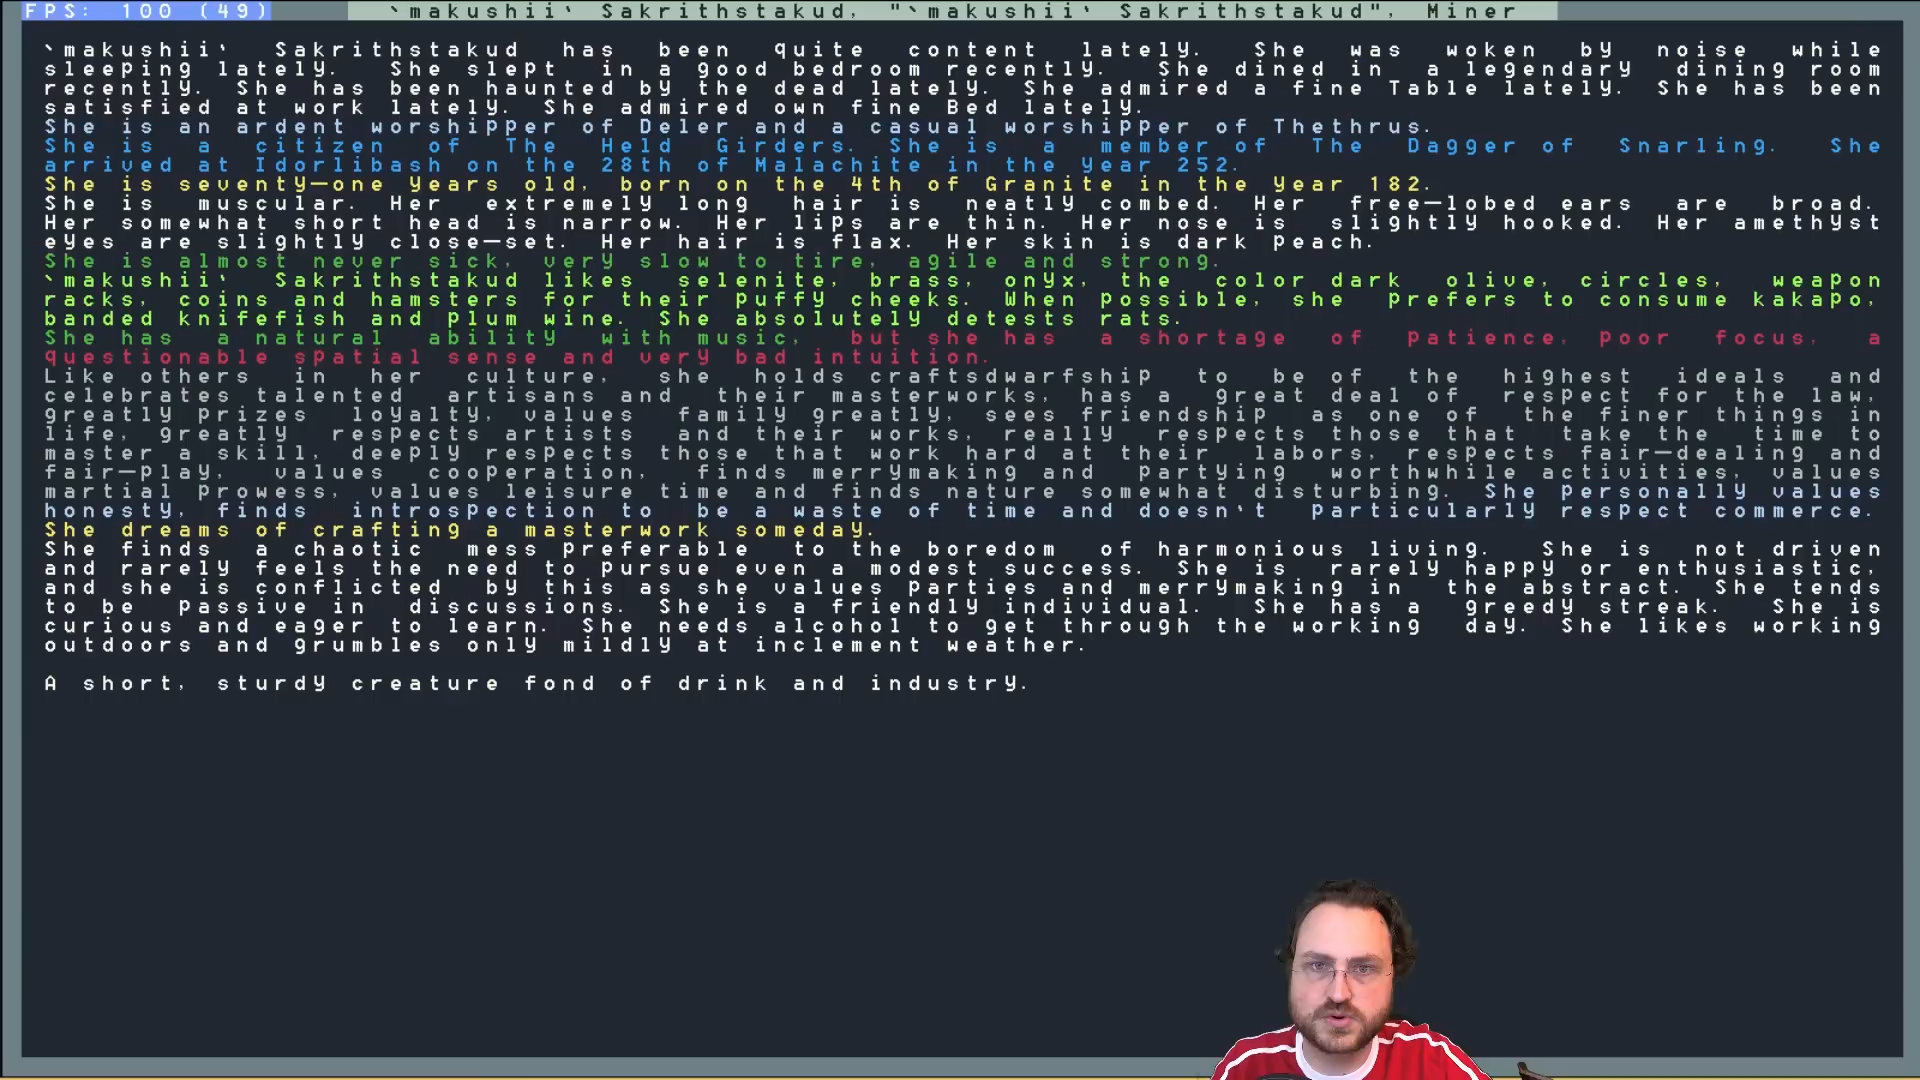 FPS: 100 (49) `makushii` Sakrithstakud, "`makushii` Sakrithstakud", Miner
`makushii` Sakrithstakud has been quite content lately. She was woken by noise while
sleeping lately. She slept in a good bedroom recently. She dined in a legendary dining room
recently. She has been haunted by the dead lately. She admired a fine Table lately. She has been
satisfied at work lately. She admired own fine Bed lately.
She is an ardent worshipper of Deler and a casual worshipper of Thethrus.
She is a citizen of The Held Girders. She is a member of The Dagger of Snarling. She
arrived at Idorlibash on the 28th of Malachite in the year 252.
She is seventy-one years old, born on the 4th of Granite in the year 182.
She is muscular. Her extremely long hair is neatly combed. Her free-lobed ears are broad.
Her somewhat short head is narrow. Her lips are thin. Her nose is slightly hooked. Her amethyst
eyes are slightly close-set. Her hair is flax. Her skin is dark peach.
She is almost never sick, very slow to tire, agile and strong.
`makushii` Sakrithstakud likes selenite, brass, onyx, the color dark olive, circles, weapon
racks, coins and hamsters for their puffy cheeks. When possible, she prefers to consume kakapo,
banded knifefish and plum wine. She absolutely detests rats.
She has a natural ability with music, but she has a shortage of patience, poor focus, a
questionable spatial sense and very bad intuition.
Like others in her culture, she holds craftsdwarfship to be of the highest ideals and
celebrates talented artisans and their masterworks, has a great deal of respect for the law,
greatly prizes loyalty, values family greatly, sees friendship as one of the finer things in
life, greatly respects artists and their works, really respects those that take the time to
master a skill, deeply respects those that work hard at their labors, respects fair-dealing and
fair-play, values cooperation, finds merrymaking and partying worthwhile activities, values
martial prowess, values leisure time and finds nature somewhat disturbing. She personally values
honesty, finds introspection to be a waste of time and doesn't particularly respect commerce.
She dreams of crafting a masterwork someday.
She finds a chaotic mess preferable to the boredom of harmonious living. She is not driven
and rarely feels the need to pursue even a modest success. She is rarely happy or enthusiastic,
and she is conflicted by this as she values parties and merrymaking in the abstract. She tends
to be passive in discussions. She is a friendly individual. She has a greedy streak. She is
curious and eager to learn. She needs alcohol to get through the working day. She likes working
outdoors and grumbles only mildly at inclement weather.
A short, sturdy creature fond of drink and industry.